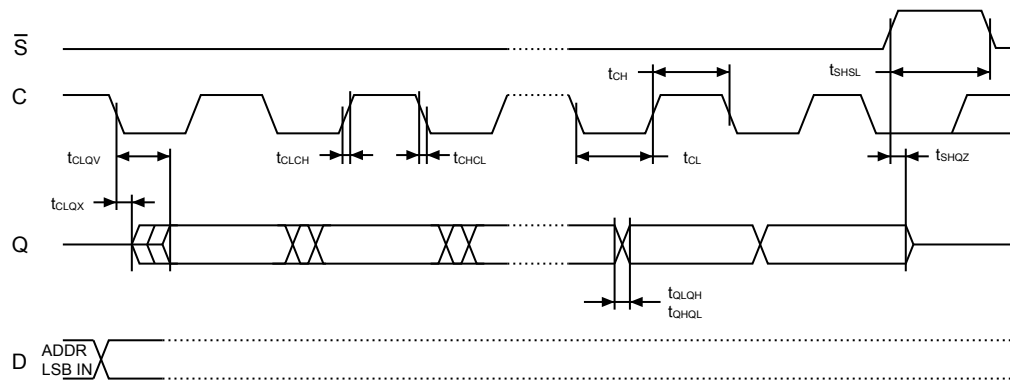 S̅
tCH
tSHSL
C
tCLQV
tCLCH
tCHCL
tCL
tSHQZ
tCLQX
Q
tQLQH
tQHQL
D
ADDR
LSB IN